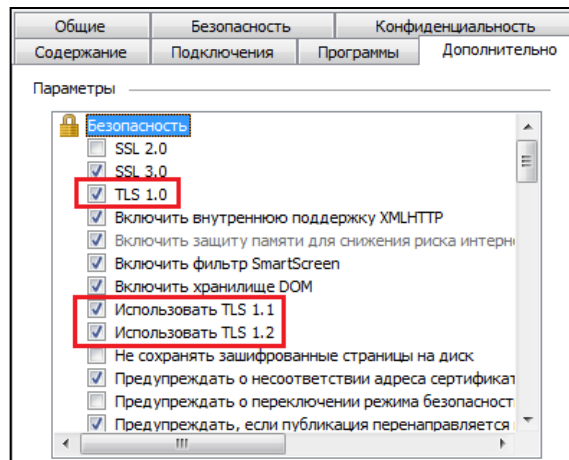 Общие Безопасность Конфиденциальность
Содержание Подключения Программы Дополнительно
Параметры
Безопасность
SSL 2.0
SSL 3.0
TLS 1.0
Включить внутреннюю поддержку XMLHTTP
Включить защиту памяти для снижения риска интерн
Включить фильтр SmartScreen
Включить хранилище DOM
Использовать TLS 1.1
Использовать TLS 1.2
Не сохранять зашифрованные страницы на диск
Предупреждать о несоответствии адреса сертификат
Предупреждать о переключении режима безопасност
Предупреждать, если публикация перенаправляется